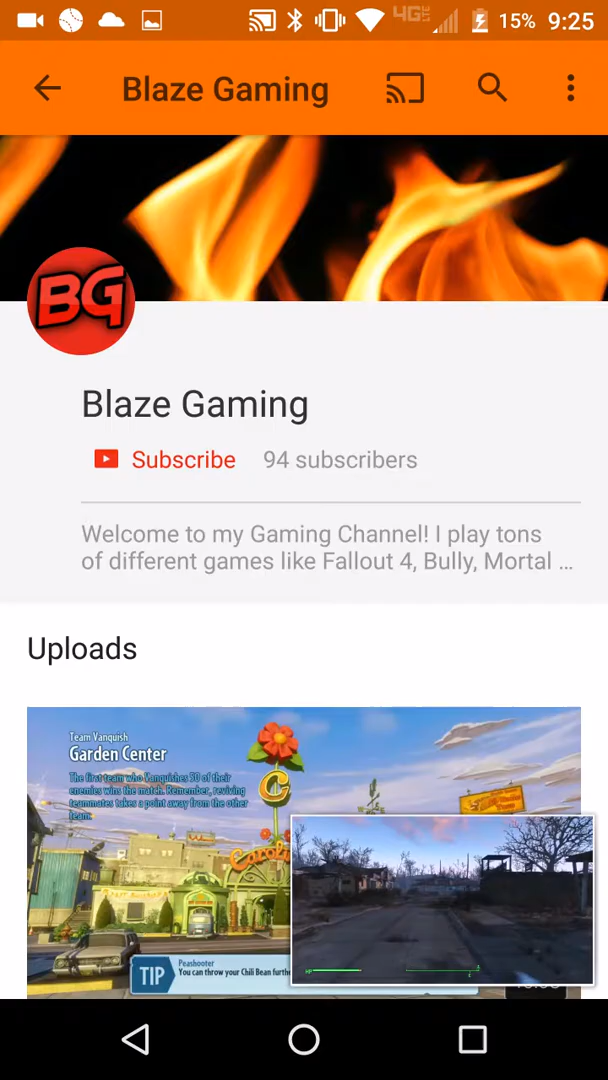 4G LTE 15% 9:25
Blaze Gaming
BG
Blaze Gaming
Subscribe 94 subscribers
Welcome to my Gaming Channel! I play tons
of different games like Fallout 4, Bully, Mortal ...
Uploads
Team Vanquish
Garden Center
The first team who Vanquishes 50 of their
enemies wins the match. Remember, reviving
teammates takes a point away from the other
team.
C
TIP
Peashooter
You can throw your Chili Bean
HP